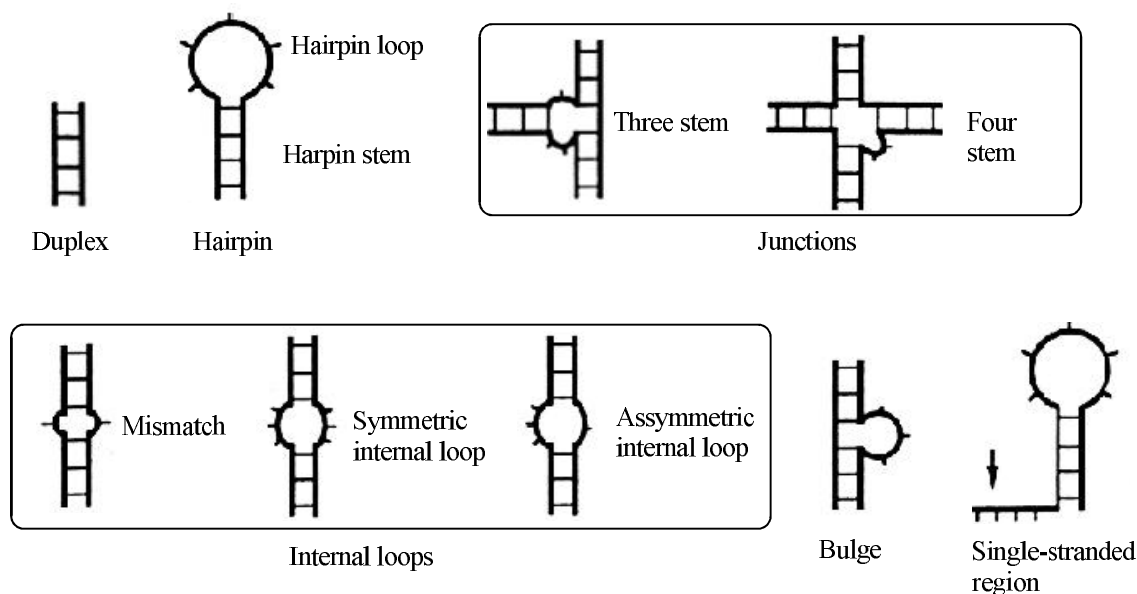 Hairpin loop
Harpin stem
Duplex
Hairpin
Three stem
Four
stem
Junctions
Mismatch
Symmetric
internal loop
Assymmetric
internal loop
Internal loops
Bulge
Single-stranded
region